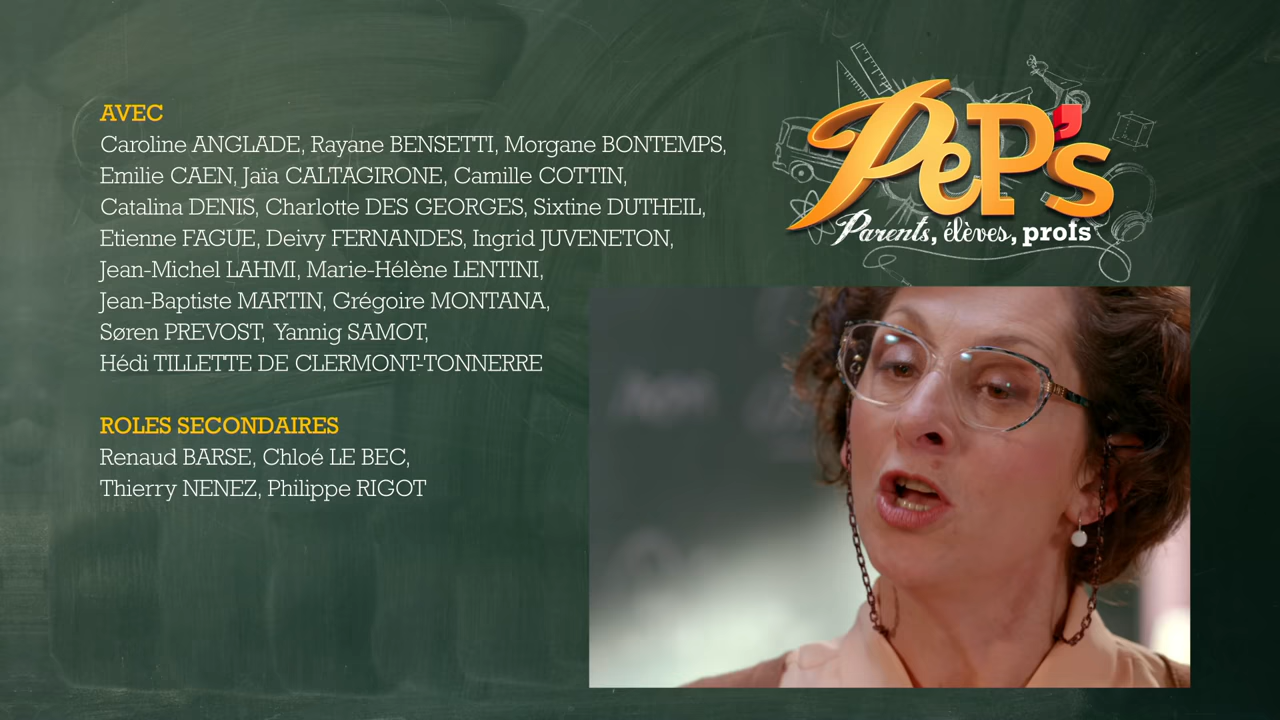 AVEC
Caroline ANGLADE, Rayane BENSETTI, Morgane BONTEMPS,
Emilie CAEN, Jaïa CALTAGIRONE, Camille COTTIN,
Catalina DENIS, Charlotte DES GEORGES, Sixtine DUTHEIL,
Etienne FAGUE, Deivy FERNANDES, Ingrid JUVENETON,
Jean-Michel LAHMI, Marie-Hélène LENTINI,
Jean-Baptiste MARTIN, Grégoire MONTANA,
Søren PREVOST, Yannig SAMOT,
Hédi TILLETTE DE CLERMONT-TONNERRE
ROLES SECONDAIRES
Renaud BARSE, Chloé LE BEC,
Thierry NENEZ, Philippe RIGOT
PeP's
Parents, élèves, profs